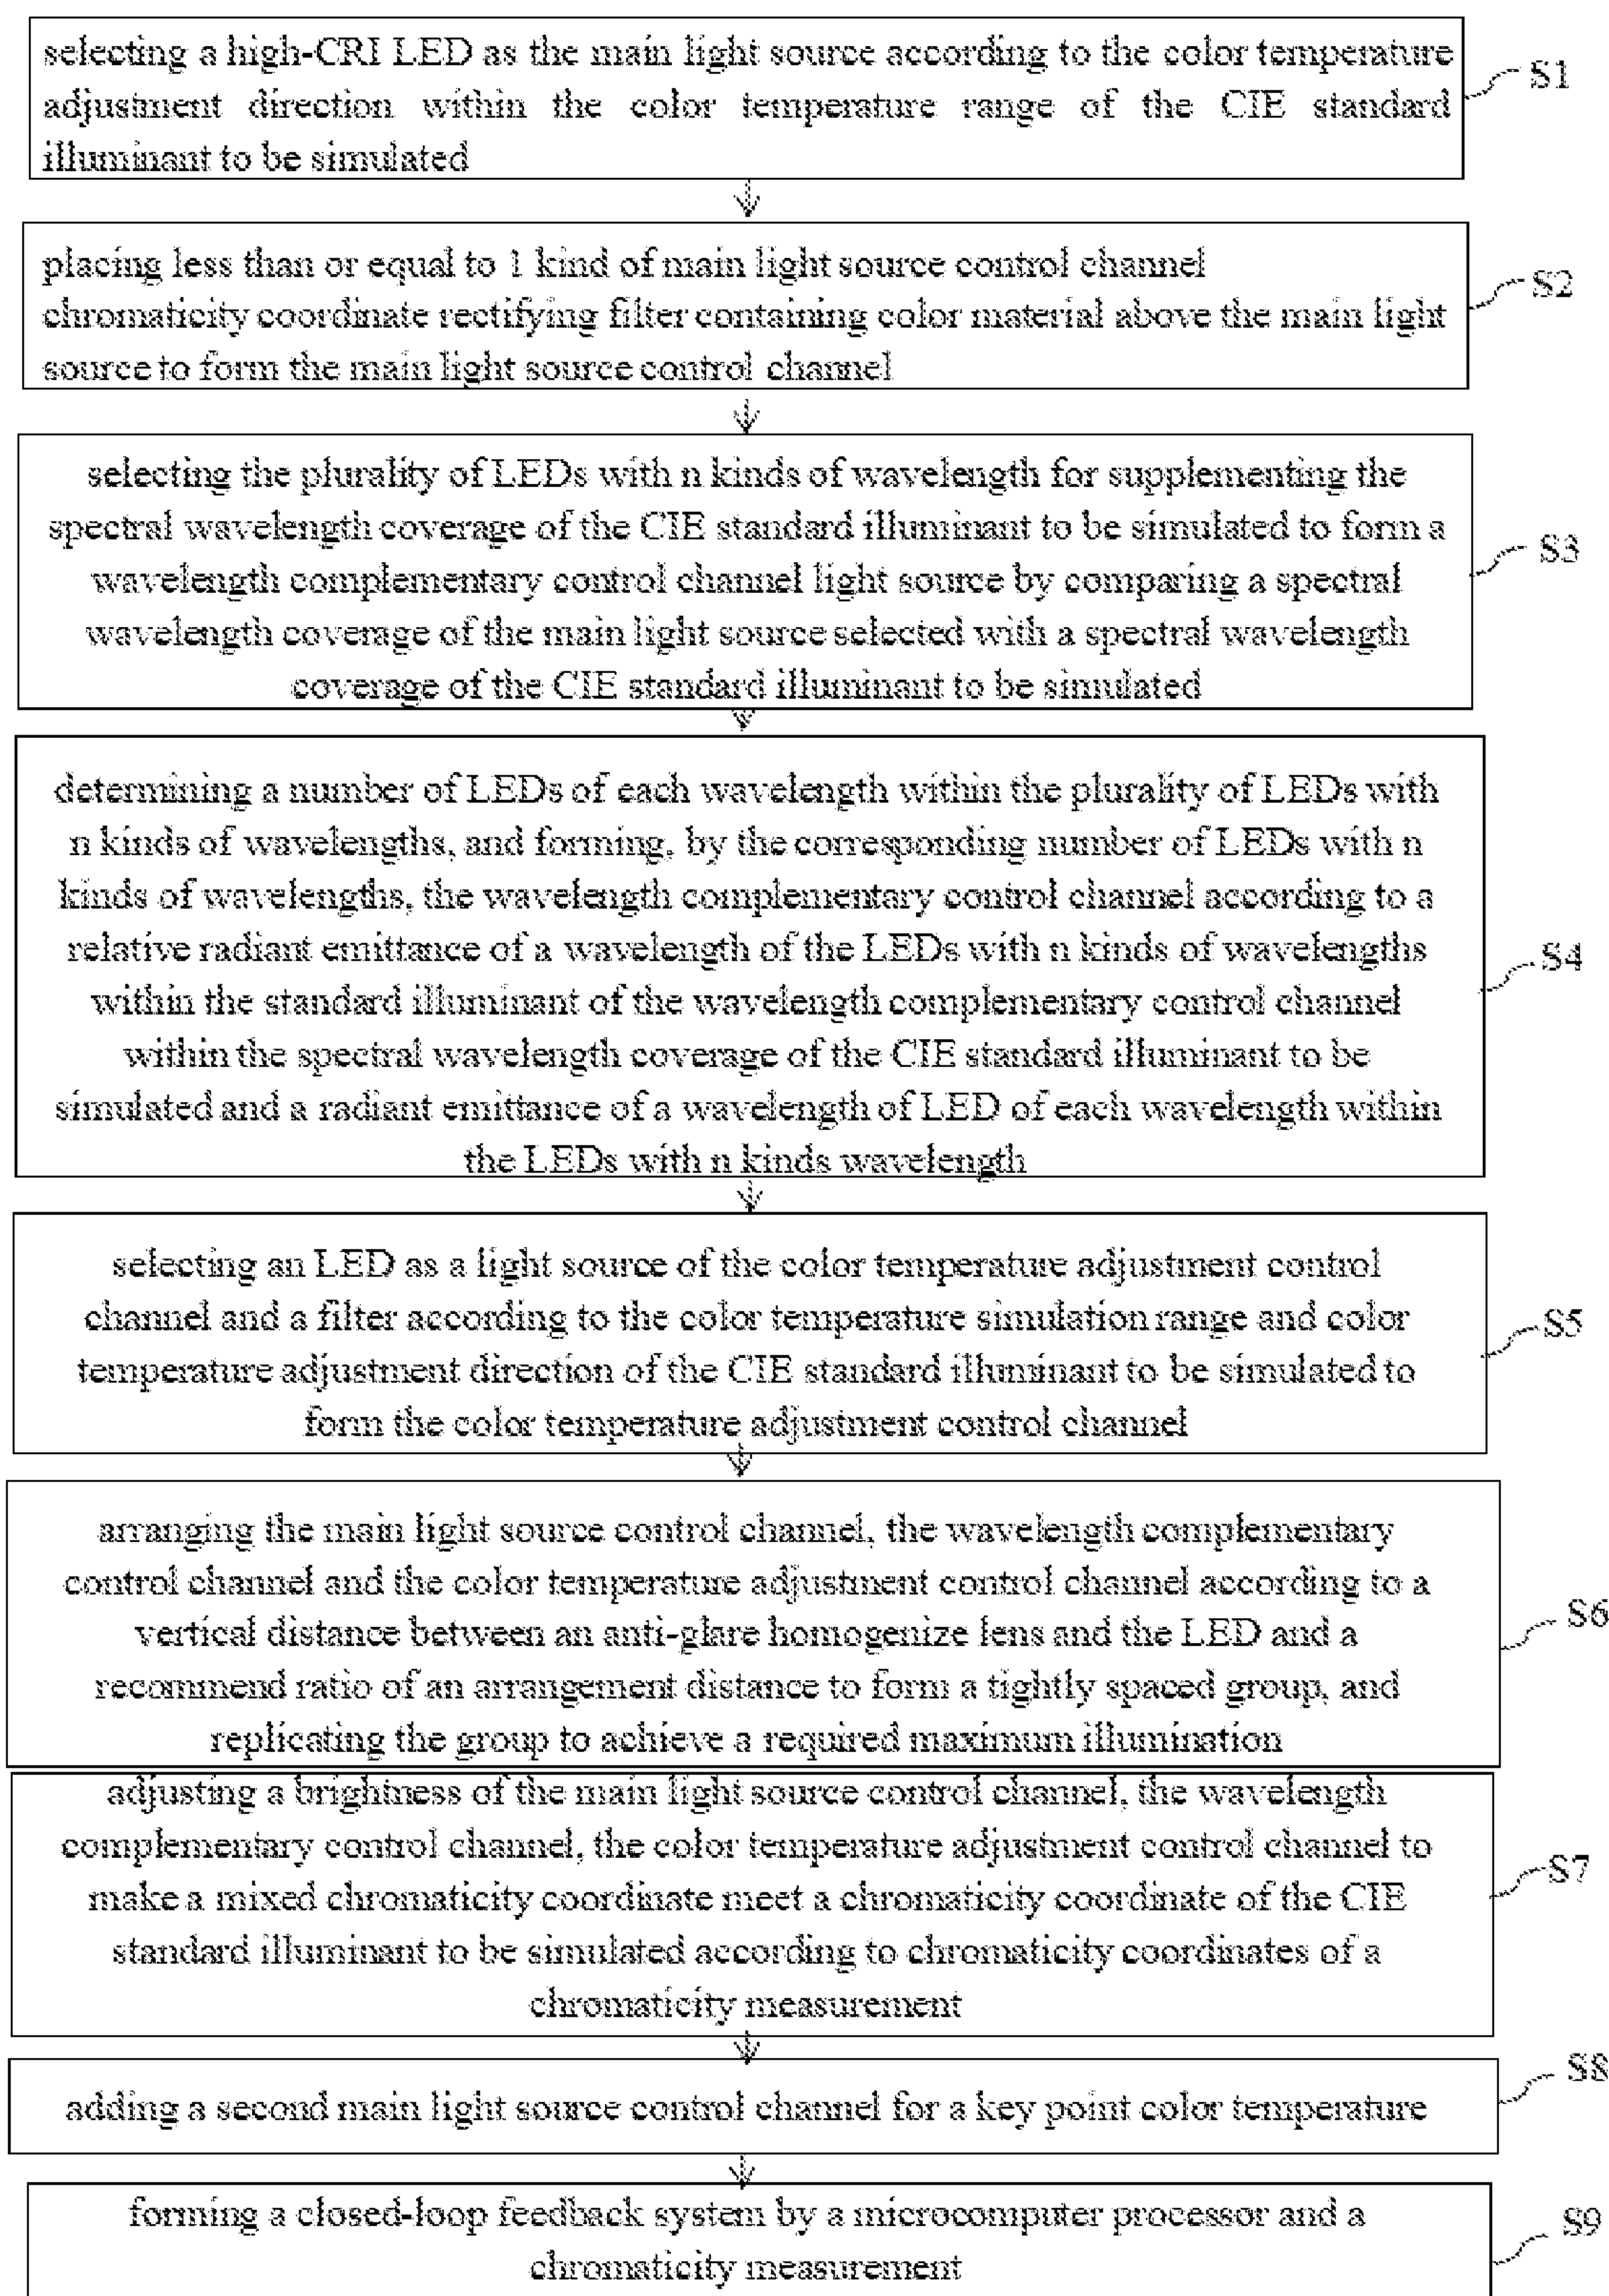 selecting a high-CRI LED as the main light source according to the color temperature
adjustment direction within the color temperature range of the CIE standard
illuminant to be simulated
S1
placing less than or equal to 1 kind of main light source control channel
chromaticity coordinate rectifying filter containing color material above the main light
source to form the main light source control channel
S2
selecting the plurality of LEDs with n kinds of wavelength for supplementing the
spectral wavelength coverage of the CIE standard illuminant to be simulated to form a
wavelength complementary control channel light source by comparing a spectral
wavelength coverage of the main light source selected with a spectral wavelength
coverage of the CIE standard illuminant to be simulated
S3
determining a number of LEDs of each wavelength within the plurality of LEDs with
n kinds of wavelengths, and forming, by the corresponding number of LEDs with n
kinds of wavelengths, the wavelength complementary control channel according to a
relative radiant emittance of a wavelength of the LEDs with n kinds of wavelengths
within the standard illuminant of the wavelength complementary control channel
within the spectral wavelength coverage of the CIE standard illuminant to be
simulated and a radiant emittance of a wavelength of LED of each wavelength within
the LEDs with n kinds wavelength
S4
selecting an LED as a light source of the color temperature adjustment control
channel and a filter according to the color temperature simulation range and color
temperature adjustment direction of the CIE standard illuminant to be simulated to
form the color temperature adjustment control channel
S5
arranging the main light source control channel, the wavelength complementary
control channel and the color temperature adjustment control channel according to a
vertical distance between an anti-glare homogenize lens and the LED and a
recommend ratio of an arrangement distance to form a tightly spaced group, and
replicating the group to achieve a required maximum illumination
S6
adjusting a brightness of the main light source control channel, the wavelength
complementary control channel, the color temperature adjustment control channel to
make a mixed chromaticity coordinate meet a chromaticity coordinate of the CIE
standard illuminant to be simulated according to chromaticity coordinates of a
chromaticity measurement
S7
adding a second main light source control channel for a key point color temperature
S8
forming a closed-loop feedback system by a microcomputer processor and a
chromaticity measurement
S9